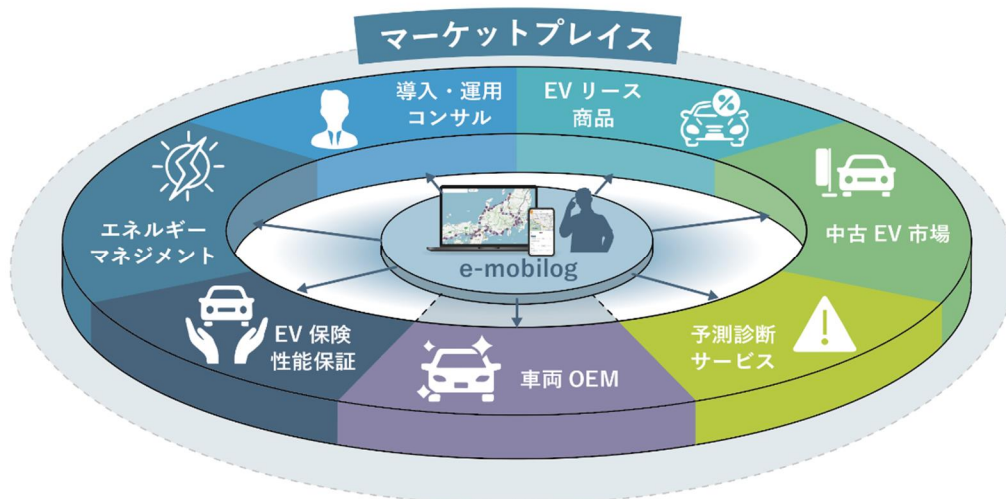 マーケットプレイス
導入・運用
コンサル
EV リース
商品
エネルギー
マネジメント
中古 EV 市場
e-mobilog
EV 保険
性能保証
車両 OEM
予測診断
サービス